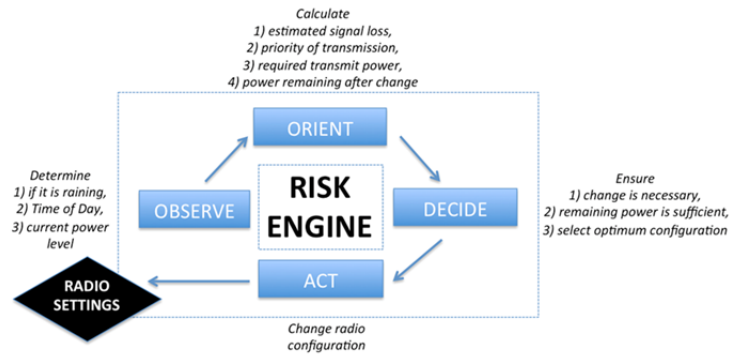 Calculate
1) estimated signal loss,
2) priority of transmission,
3) required transmit power,
4) power remaining after change
ORIENT
Determine
1) if it is raining,
2) Time of Day,
3) current power
level
OBSERVE
RISK
ENGINE
DECIDE
Ensure
1) change is necessary,
2) remaining power is sufficient,
3) select optimum configuration
ACT
RADIO
SETTINGS
Change radio
configuration